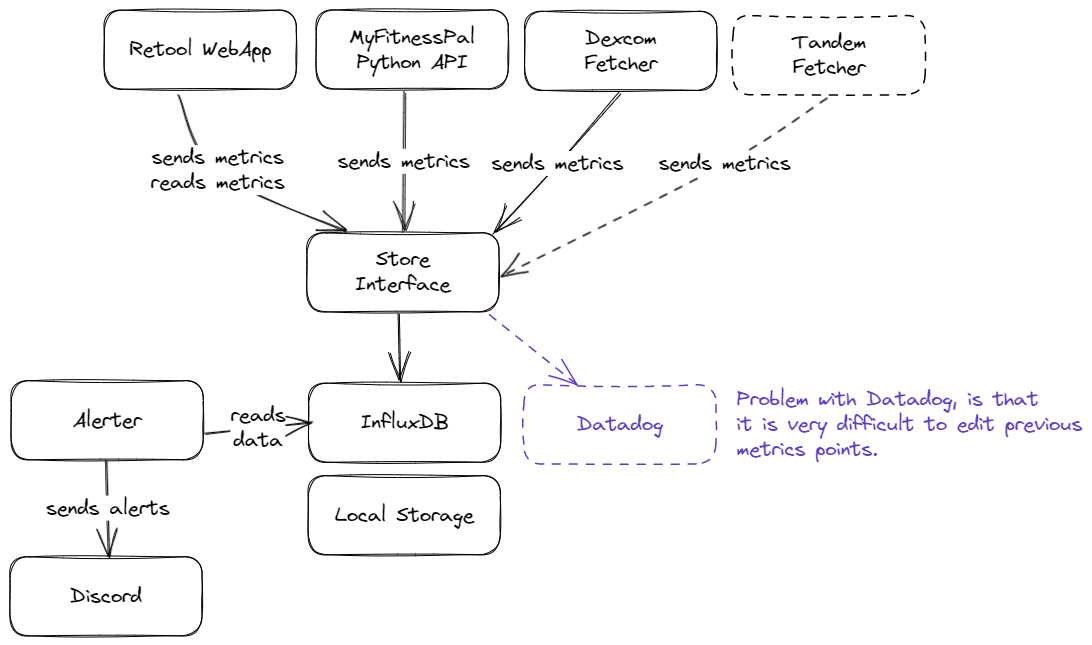 Retool WebApp
MyFitnessPal
Python API
Dexcom
Fetcher
Tandem
Fetcher
sends metrics
reads metrics
sends metrics
sends metrics
sends metrics
Store
Interface
Alerter
reads
data
InfluxDB
Datadog
Problem with Datadog, is that
it is very difficult to edit previous
metrics points.
sends alerts
Local Storage
Discord